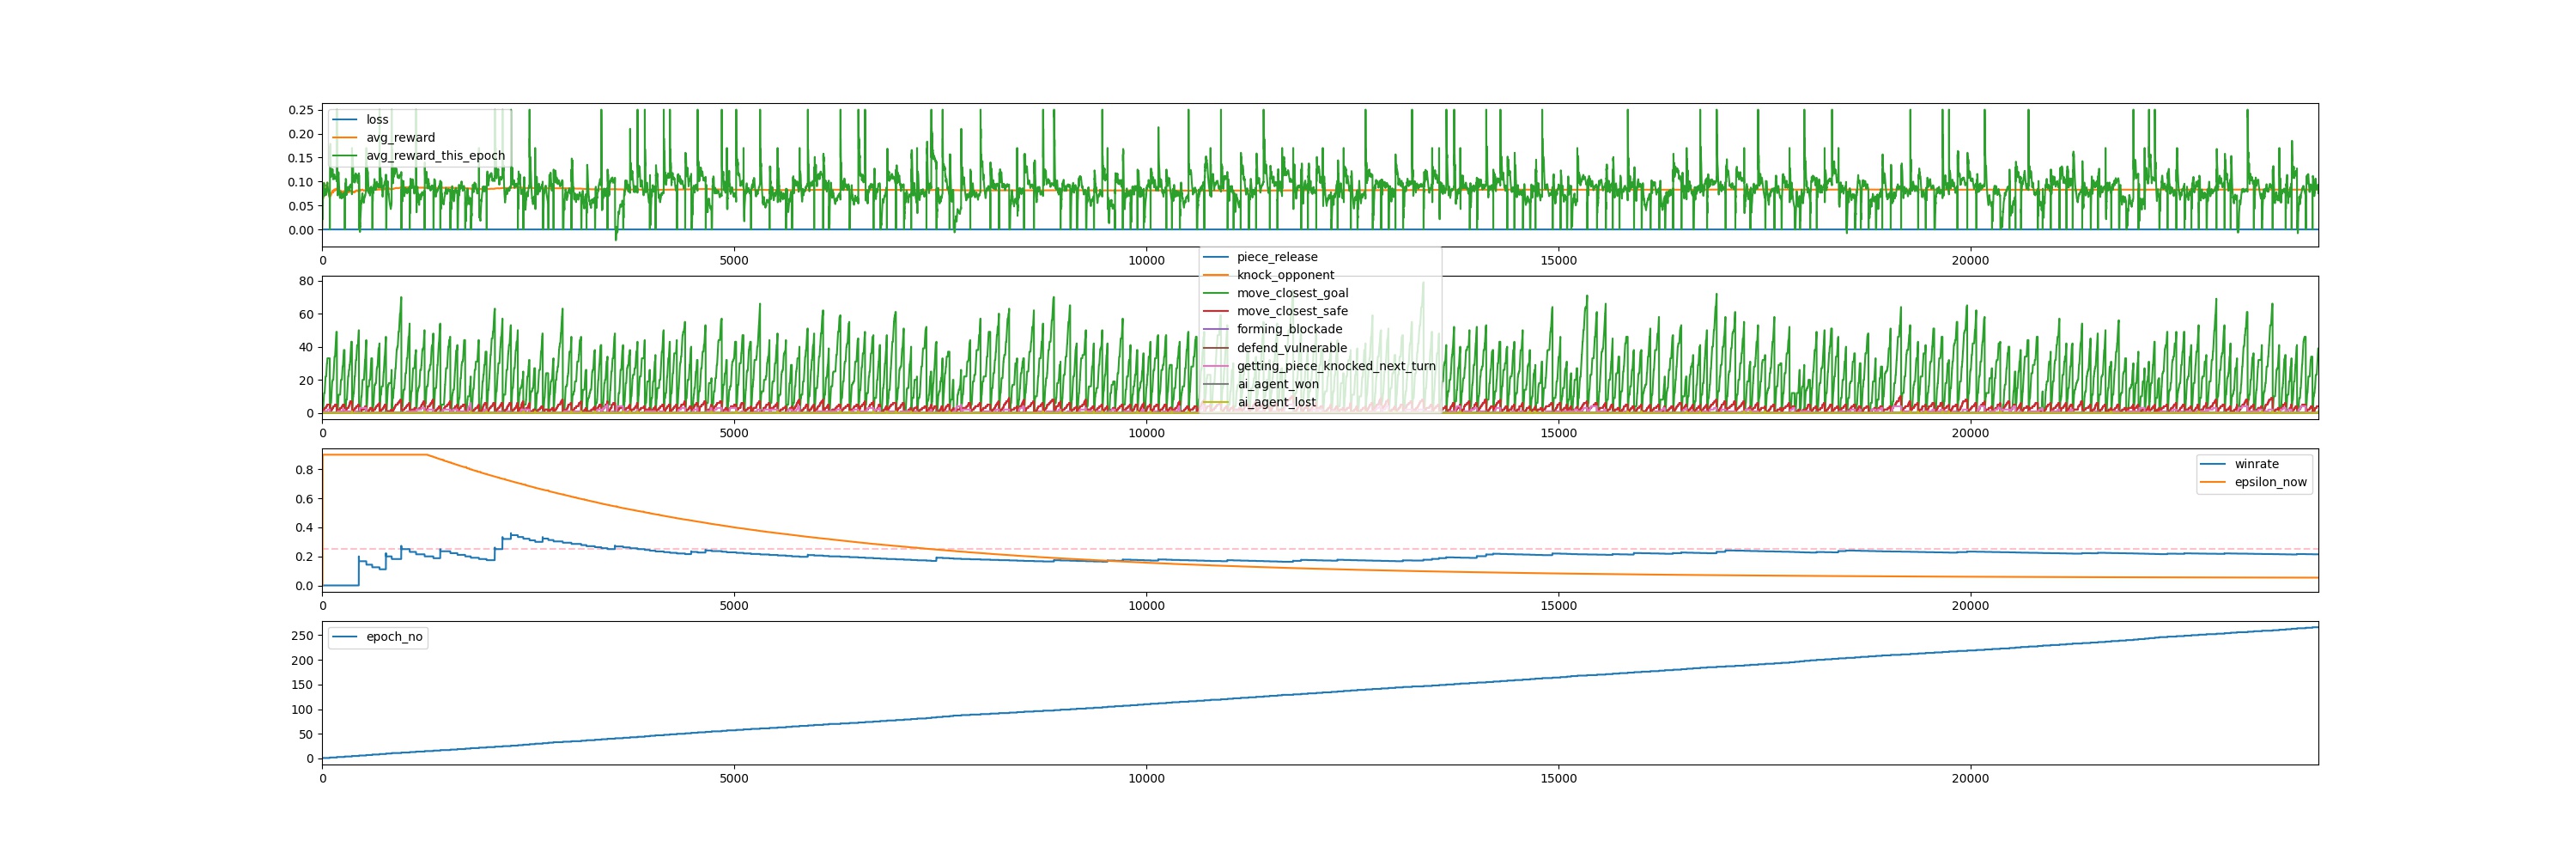 0.25
0.20
0.15
0.10
0.05
0.00
loss
avg_reward
avg_reward_this_epoch
0 5000 10000 15000 20000
80
60
40
20
0
piece_release
knock_opponent
move_closest_goal
move_closest_safe
forming_blockade
defend_vulnerable
getting_piece_knocked_next_turn
ai_agent_won
ai_agent_lost
0 5000 10000 15000 20000
0.8
0.6
0.4
0.2
0.0
winrate
epsilon_now
0 5000 10000 15000 20000
250
200
150
100
50
0
epoch_no
0 5000 10000 15000 20000